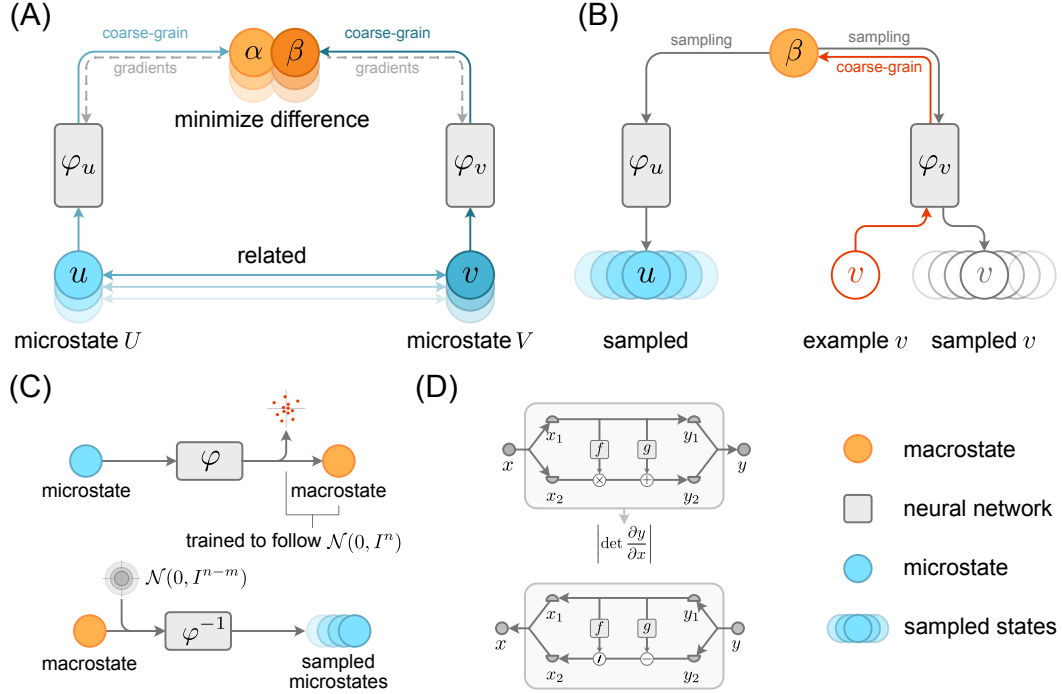 (A)
coarse-grain
α
β
coarse-grain
gradients
gradients
minimize difference
φu
φv
related
u
v
microstate U
microstate V
(B)
sampling
β
sampling
coarse-grain
φu
φv
u
v
v
sampled
example v
sampled v
(C)
φ
microstate
macrostate
trained to follow N(0, Iⁿ)
N(0, Iⁿ⁻ᵐ)
φ⁻¹
macrostate
sampled
microstates
(D)
x₁
f
g
y₁
x
y
x₂
×
+
y₂
|det ∂y/∂x|
x₁
f
g
y₁
x
y
x₂
/
−
y₂
macrostate
neural network
microstate
sampled states